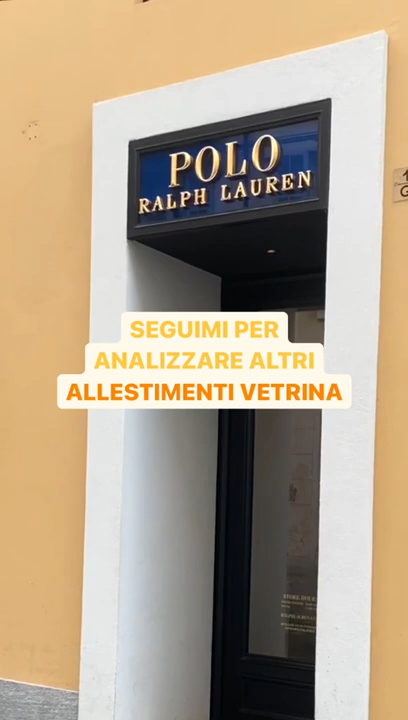 POLO
RALPH LAUREN
SEGUIMI PER
ANALIZZARE ALTRI
ALLESTIMENTI VETRINA